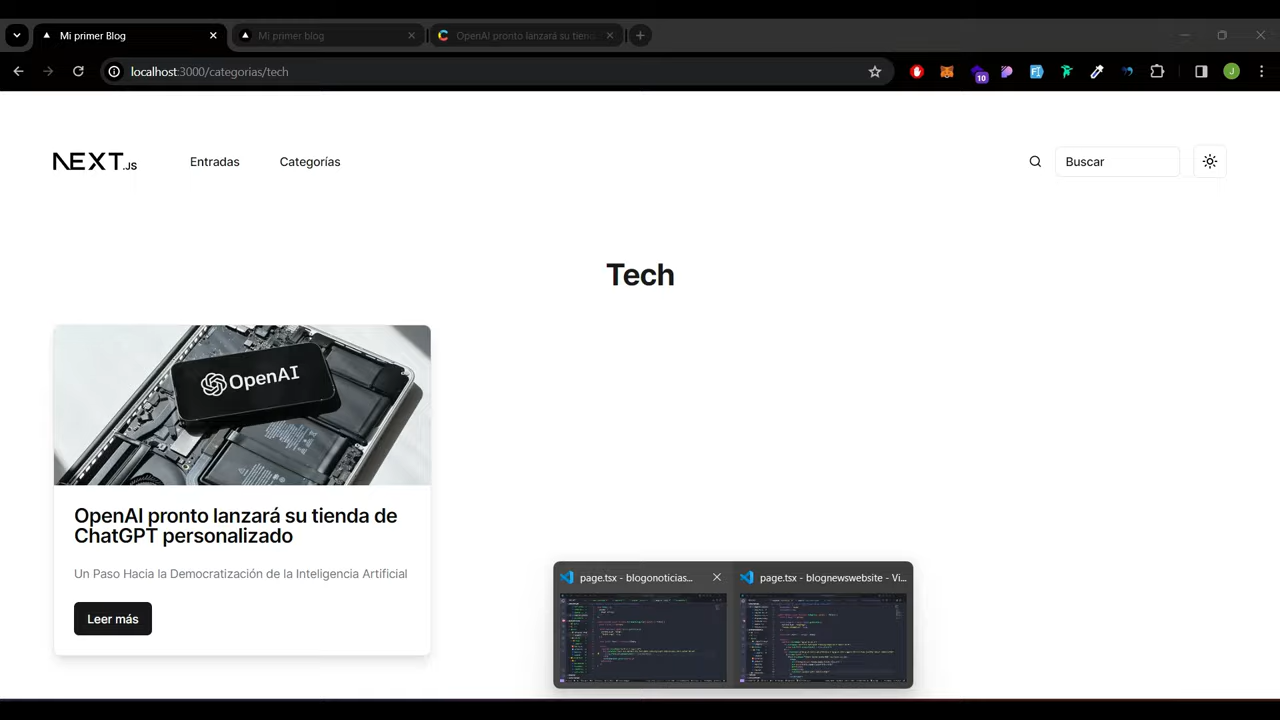 Mi primer Blog
Mi primer blog
OpenAI pronto lanzará su tiend
localhost:3000/categorias/tech
10
J
NEXT.JS
Entradas
Categorías
Buscar
Tech
OpenAI
OpenAI pronto lanzará su tienda de
ChatGPT personalizado
Un Paso Hacia la Democratización de la Inteligencia Artificial
Leer más
page.tsx - blogonoticias...
page.tsx - blognewswebsite - Vi...